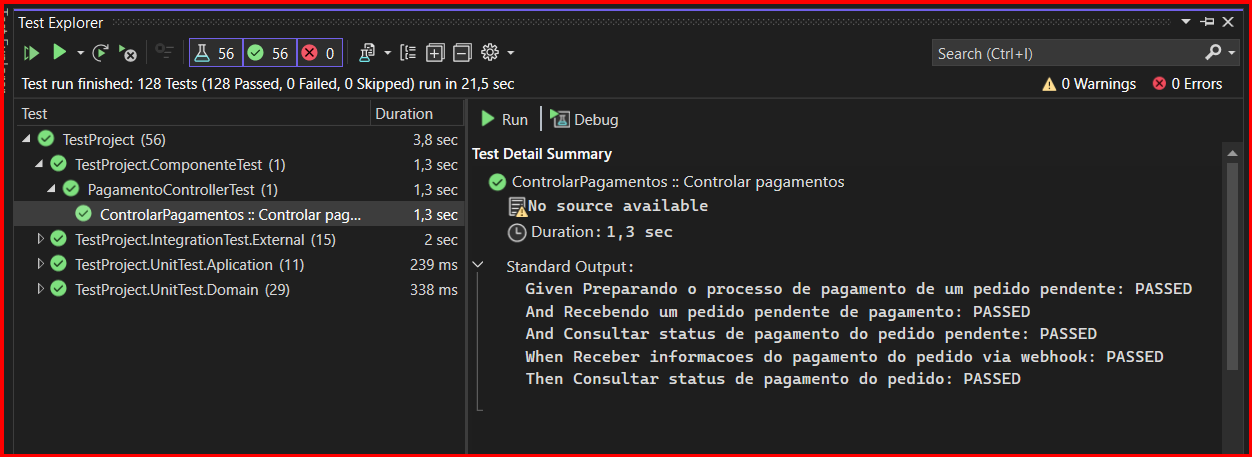 Test Explorer
56 56 0
Search (Ctrl+I)
Test run finished: 128 Tests (128 Passed, 0 Failed, 0 Skipped) run in 21,5 sec
0 Warnings 0 Errors
Test Duration
TestProject (56) 3,8 sec
TestProject.ComponenteTest (1) 1,3 sec
PagamentoControllerTest (1) 1,3 sec
ControlarPagamentos :: Controlar pag... 1,3 sec
TestProject.IntegrationTest.External (15) 2 sec
TestProject.UnitTest.Aplication (11) 239 ms
TestProject.UnitTest.Domain (29) 338 ms
Run Debug
Test Detail Summary
ControlarPagamentos :: Controlar pagamentos
No source available
Duration: 1,3 sec
Standard Output:
Given Preparando o processo de pagamento de um pedido pendente: PASSED
And Recebendo um pedido pendente de pagamento: PASSED
And Consultar status de pagamento do pedido pendente: PASSED
When Receber informacoes do pagamento do pedido via webhook: PASSED
Then Consultar status de pagamento do pedido: PASSED